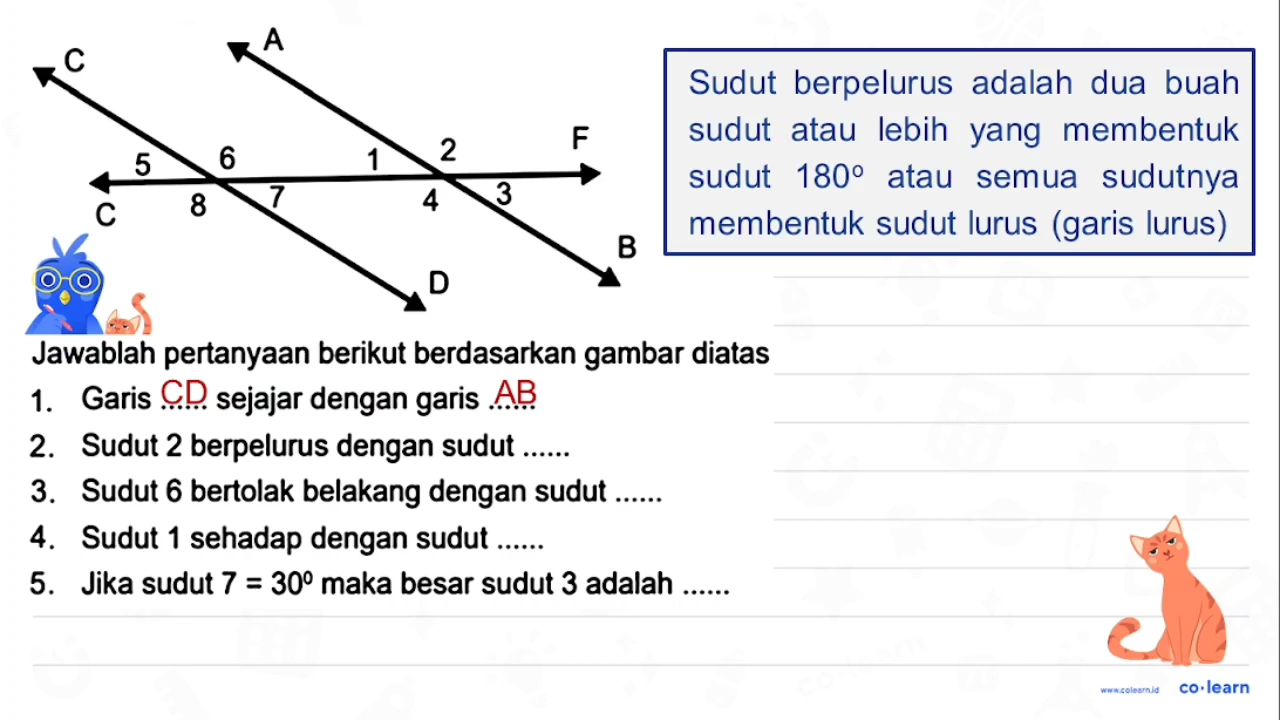 C
A
5
6
1
2
F
C
8
7
4
3
B
D
Sudut berpelurus adalah dua buah
sudut atau lebih yang membentuk
sudut 180º atau semua sudutnya
membentuk sudut lurus (garis lurus)
Jawablah pertanyaan berikut berdasarkan gambar diatas
1. Garis CD...... sejajar dengan garis AB......
2. Sudut 2 berpelurus dengan sudut ......
3. Sudut 6 bertolak belakang dengan sudut ......
4. Sudut 1 sehadap dengan sudut ......
5. Jika sudut 7 = 30⁰ maka besar sudut 3 adalah ......
www.colearn.id co·learn